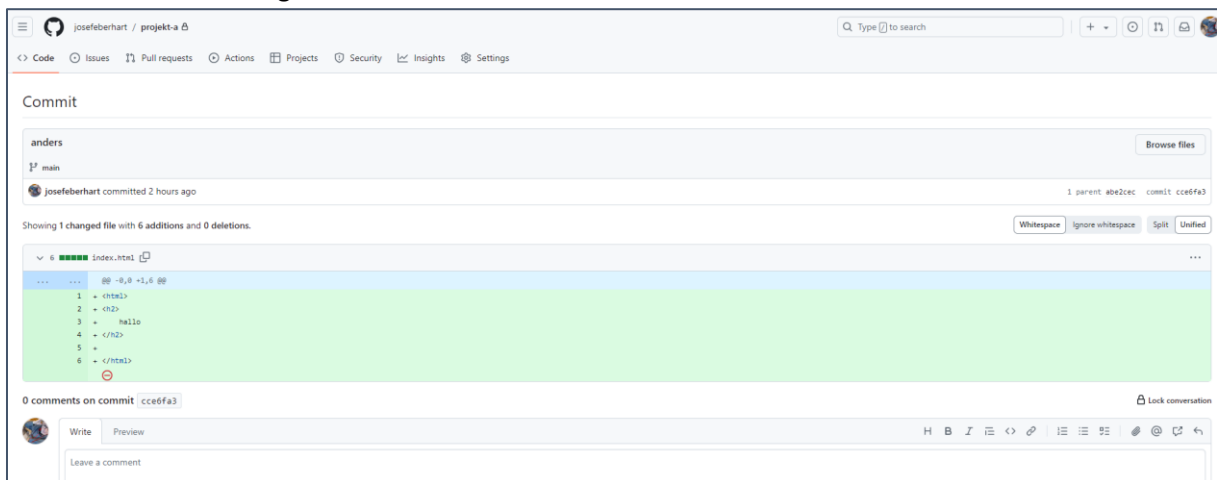 josefeberhart / projekt-a
Type / to search
<> Code Issues Pull requests Actions Projects Security Insights Settings
Commit
anders
Browse files
main
josefeberhart committed 2 hours ago
1 parent abe2cec commit cce6fa3
Showing 1 changed file with 6 additions and 0 deletions.
Whitespace Ignore whitespace Split Unified
6 index.html
... ... @@ -0,0 +1,6 @@
1 + <html>
2 + <h2>
3 + hallo
4 + </h2>
5 +
6 + </html>
0 comments on commit cce6fa3
Lock conversation
Write Preview
Leave a comment